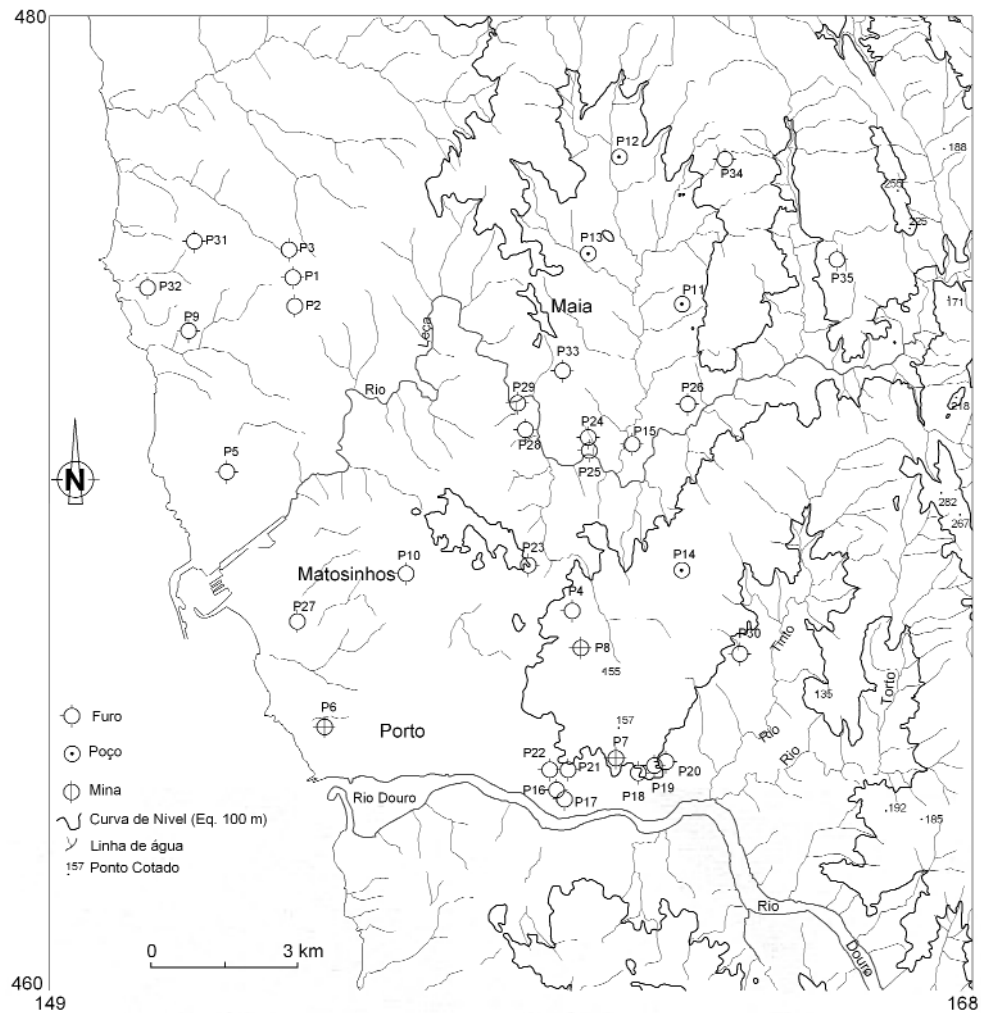 480
188
P12
P34
255
225
P13
P31
P3
P35
P1
P32
P11
171
P2
Maia
P9
Leça
P33
Rio
P29
P26
218
P24
P15
P28
P5
P25
N
282
267
P23
P14
P10
Matosinhos
P4
P27
P30
Tinto
P8
155
Torto
135
P6
Furo
157
Porto
Rio
P7
Poço
Rio
P22
P21
P20
P19
P18
Mina
P16
Rio Douro
P17
192
185
Curva de Nivel (Eq. 100 m)
Linha de água
157 Ponto Cotado
Rio
0 3 km
Douro
460
149 168